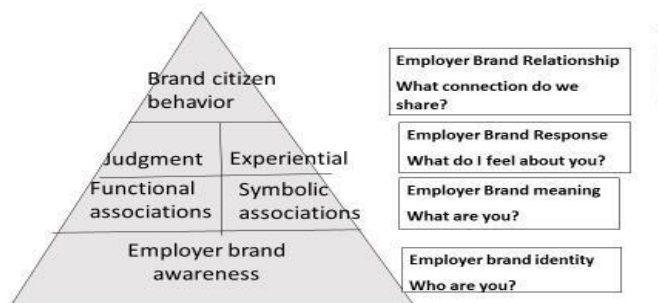 Brand citizen
behavior
Employer Brand Relationship
What connection do we
share?
Judgment
Experiential
Employer Brand Response
What do I feel about you?
Functional
associations
Symbolic
associations
Employer Brand meaning
What are you?
Employer brand
awareness
Employer brand identity
Who are you?